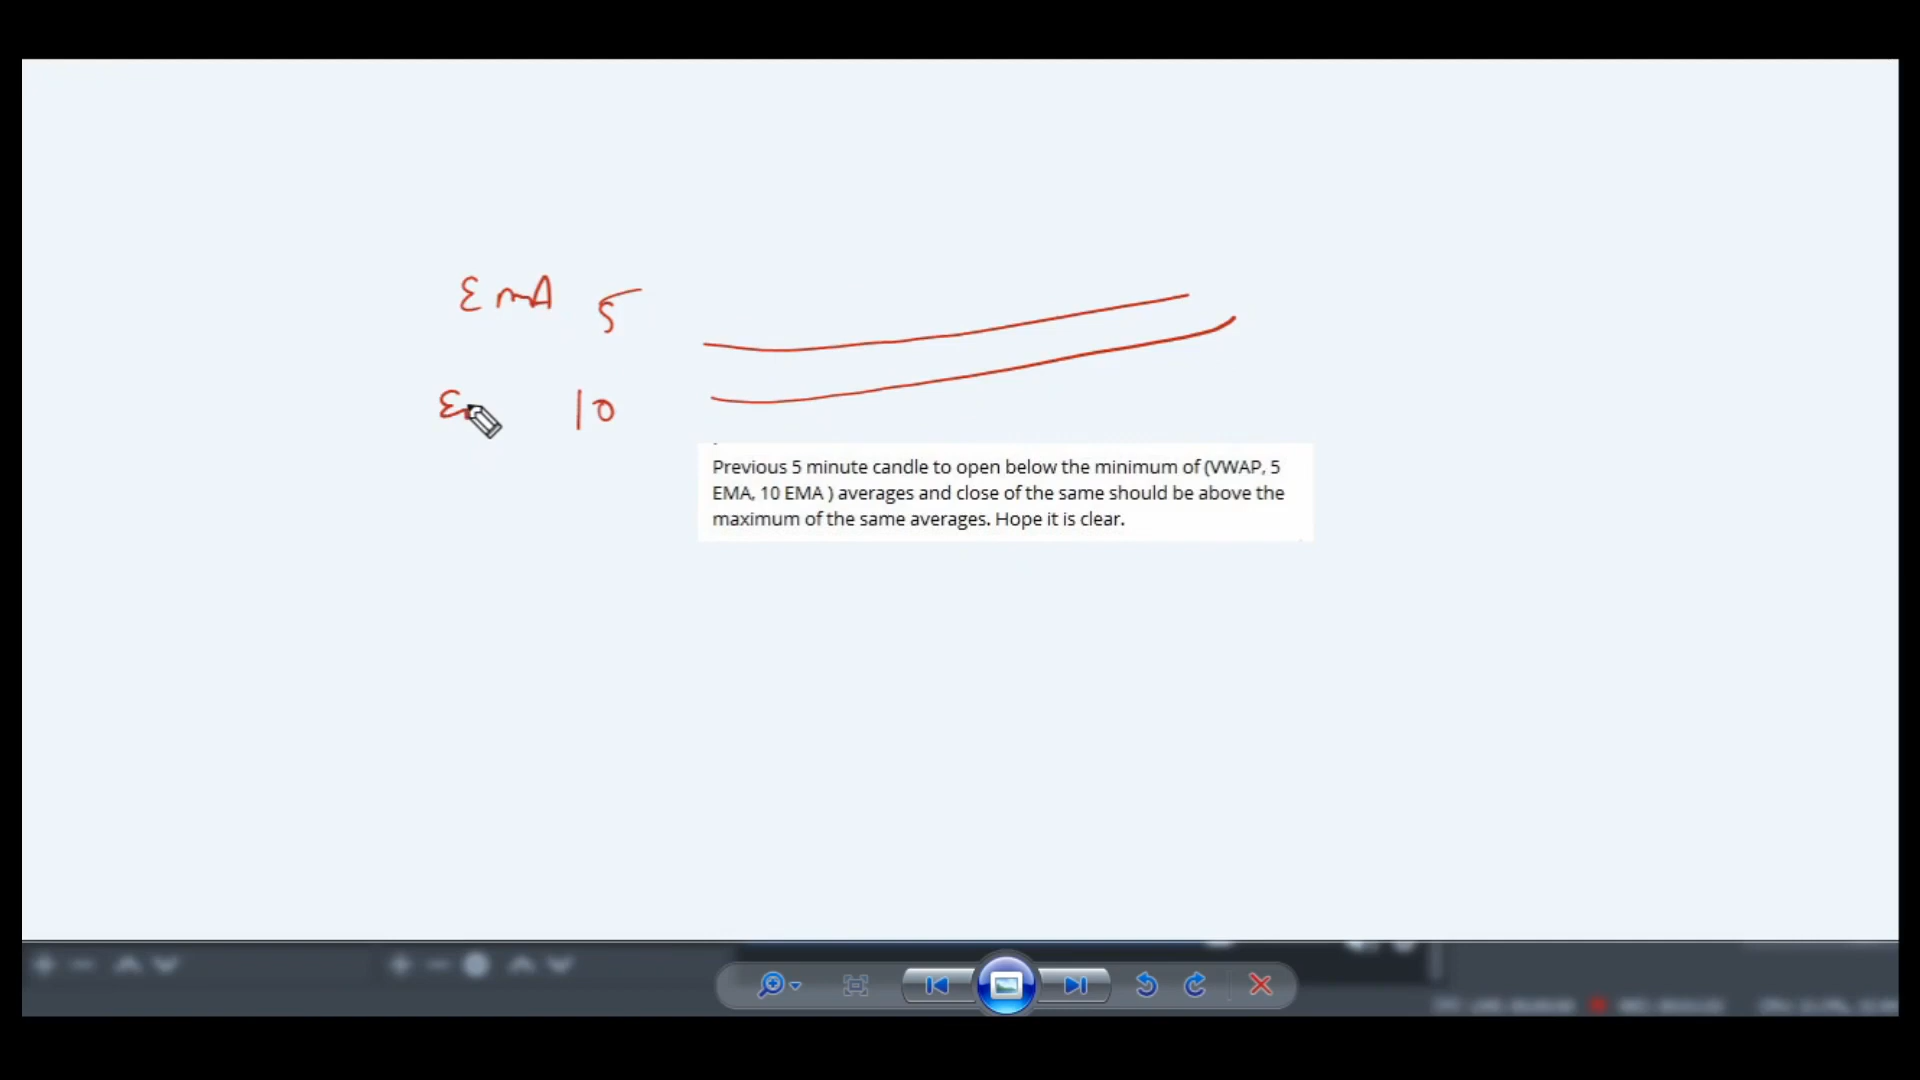 EMA 5
E 10
Previous 5 minute candle to open below the minimum of (VWAP, 5
EMA, 10 EMA ) averages and close of the same should be above the
maximum of the same averages. Hope it is clear.